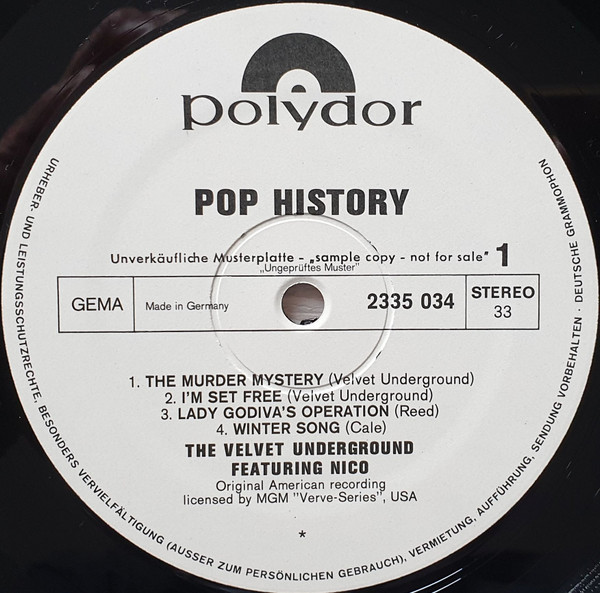 polydor
POP HISTORY
Unverkäufliche Musterplatte - „sample copy - not for sale" 1
„Ungeprüftes Muster"
GEMA
Made in Germany
2335 034
STEREO
33
1. THE MURDER MYSTERY (Velvet Underground)
2. I'M SET FREE (Velvet Underground)
3. LADY GODIVA'S OPERATION (Reed)
4. WINTER SONG (Cale)
THE VELVET UNDERGROUND
FEATURING NICO
Original American recording
licensed by MGM "Verve-Series", USA
*
URHEBER- UND LEISTUNGSSCHUTZRECHTE, BESONDERS VERVIELFÄLTIGUNG (AUSSER ZUM PERSÖNLICHEN GEBRAUCH), VERMIETUNG, AUFFÜHRUNG, SENDUNG VORBEHALTEN · DEUTSCHE GRAMMOPHON